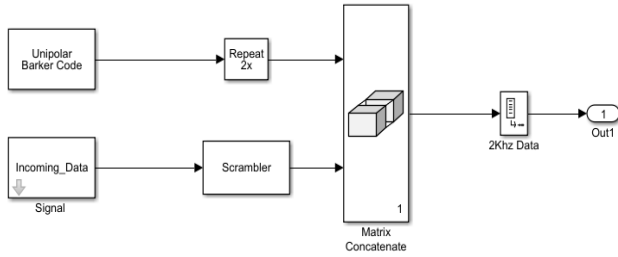 Unipolar
Barker Code
Repeat
2x
Incoming_Data
Signal
Scrambler
1
Matrix
Concatenate
2Khz Data
1
Out1